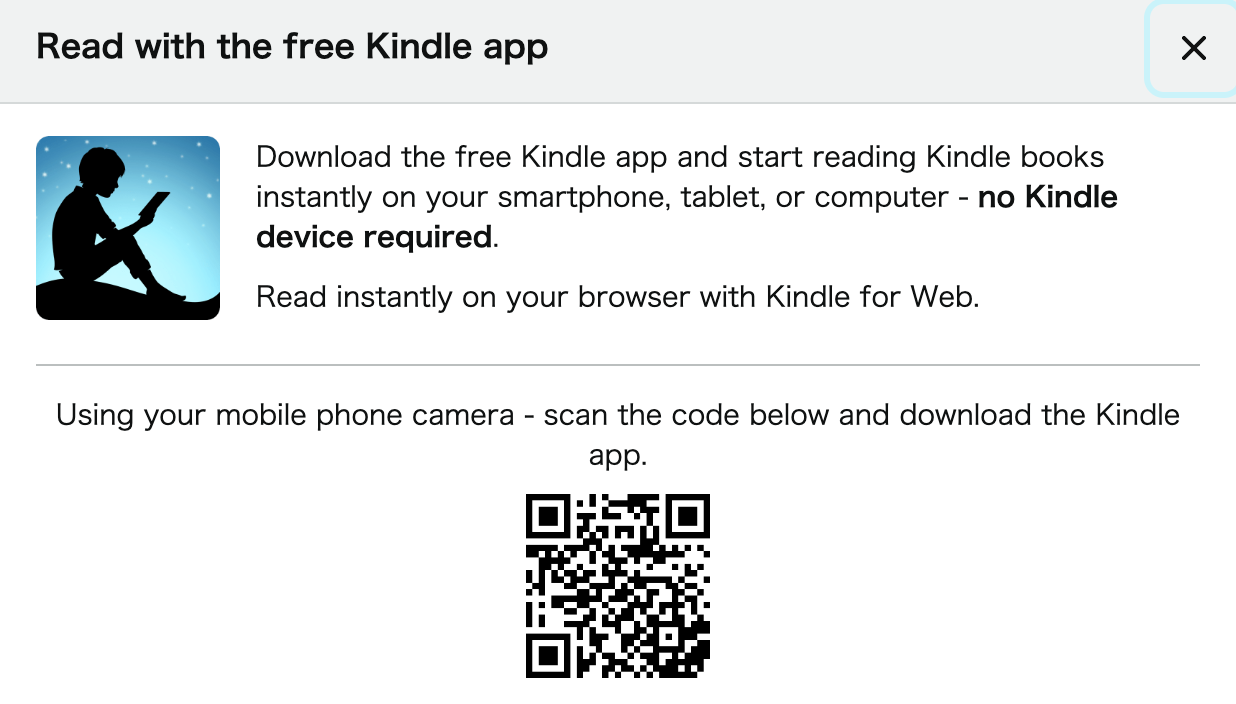 Read with the free Kindle app
Download the free Kindle app and start reading Kindle books
instantly on your smartphone, tablet, or computer - no Kindle
device required.
Read instantly on your browser with Kindle for Web.
Using your mobile phone camera - scan the code below and download the Kindle
app.